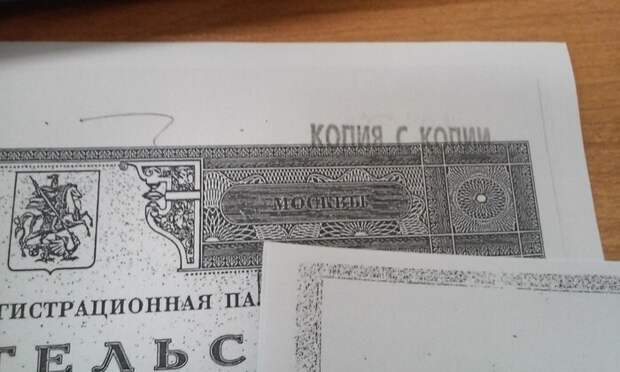 КОПИЯ С КОПИИ
МОСКВЫ
ГИСТРАЦИОННАЯ ПА
ТЕЛЬС